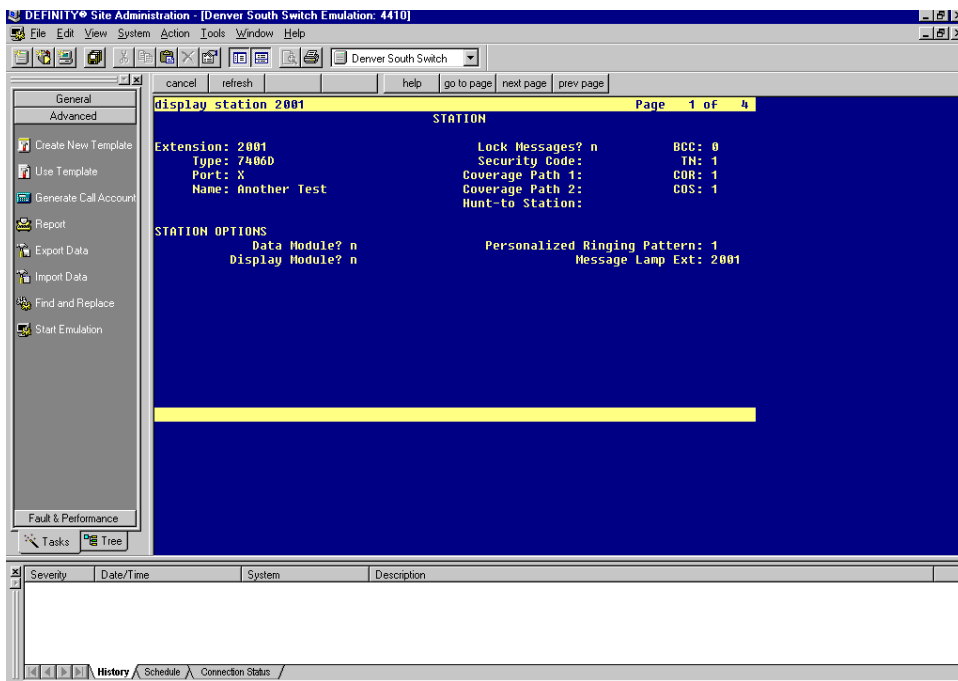 DEFINITY® Site Administration - [Denver South Switch Emulation: 4410]
File Edit View System Action Tools Window Help
Denver South Switch
cancel refresh help go to page next page prev page
General
Advanced
Create New Template
Use Template
Generate Call Account
Report
Export Data
Import Data
Find and Replace
Start Emulation
Fault & Performance
Tasks Tree
display station 2001 Page 1 of 4
STATION
Extension: 2001 Lock Messages? n BCC: 0
Type: 7406D Security Code: TN: 1
Port: X Coverage Path 1: COR: 1
Name: Another Test Coverage Path 2: COS: 1
Hunt-to Station:
STATION OPTIONS
Data Module? n Personalized Ringing Pattern: 1
Display Module? n Message Lamp Ext: 2001
Severity Date/Time System Description
History Schedule Connection Status